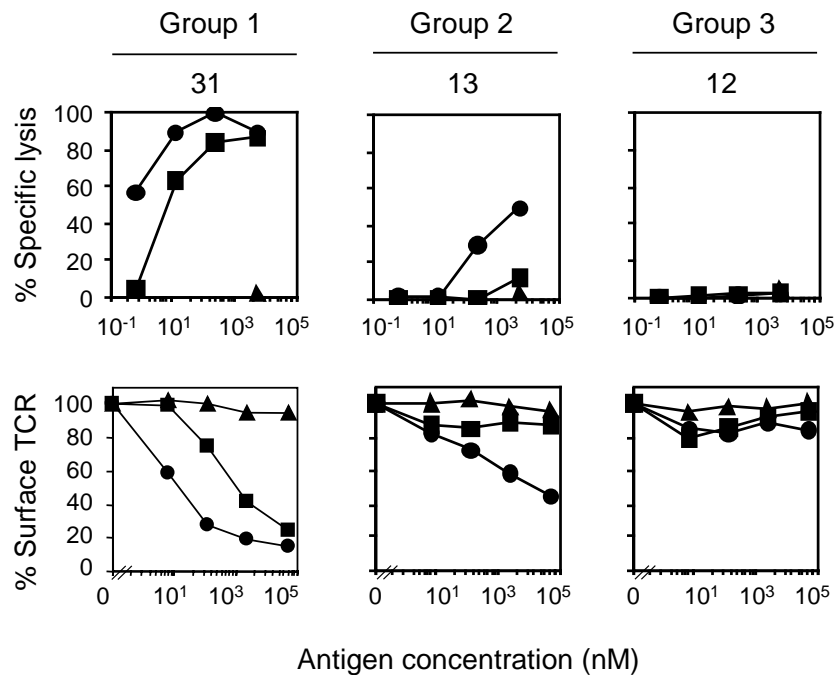 Group 1 Group 2 Group 3
31 13 12
% Specific lysis
100
80
60
40
20
0
10-1 101 103 105 10-1 101 103 105 10-1 101 103 105
% Surface TCR
100
80
60
40
20
0
0 101 103 105 0 101 103 105 0 101 103 105
Antigen concentration (nM)